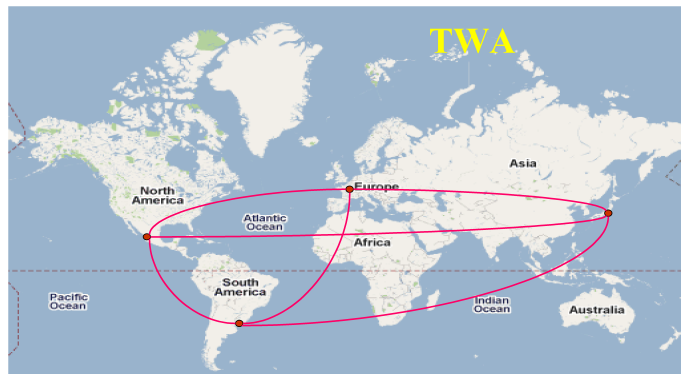 TWA
Asia
Europe
North
America
Atlantic
Ocean
Africa
South
America
Pacific
Ocean
Indian
Ocean
Australia